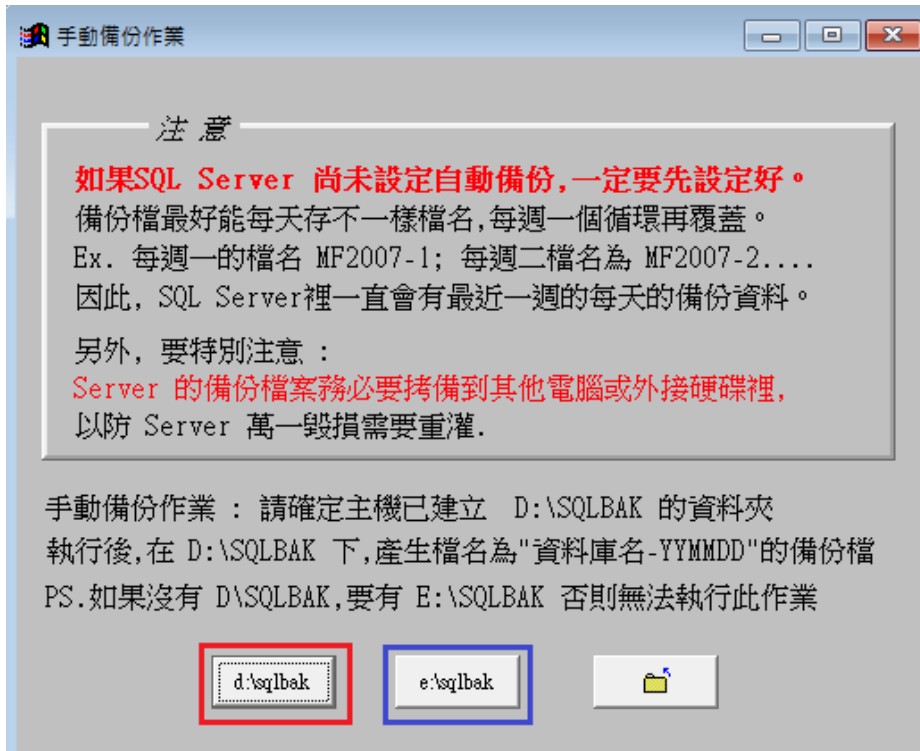 手動備份作業
注 意
如果SQL Server 尚未設定自動備份,一定要先設定好。
備份檔最好能每天存不一樣檔名,每週一個循環再覆蓋。
Ex. 每週一的檔名 MF2007-1; 每週二檔名為 MF2007-2....
因此, SQL Server裡一直會有最近一週的每天的備份資料。
另外, 要特別注意 :
Server 的備份檔案務必要拷備到其他電腦或外接硬碟裡,
以防 Server 萬一毀損需要重灌.
手動備份作業 : 請確定主機已建立 D:\SQLBAK 的資料夾
執行後,在 D:\SQLBAK 下,產生檔名為"資料庫名-YYMMDD"的備份檔
PS.如果沒有 D\SQLBAK,要有 E:\SQLBAK 否則無法執行此作業
d:\sqlbak
e:\sqlbak